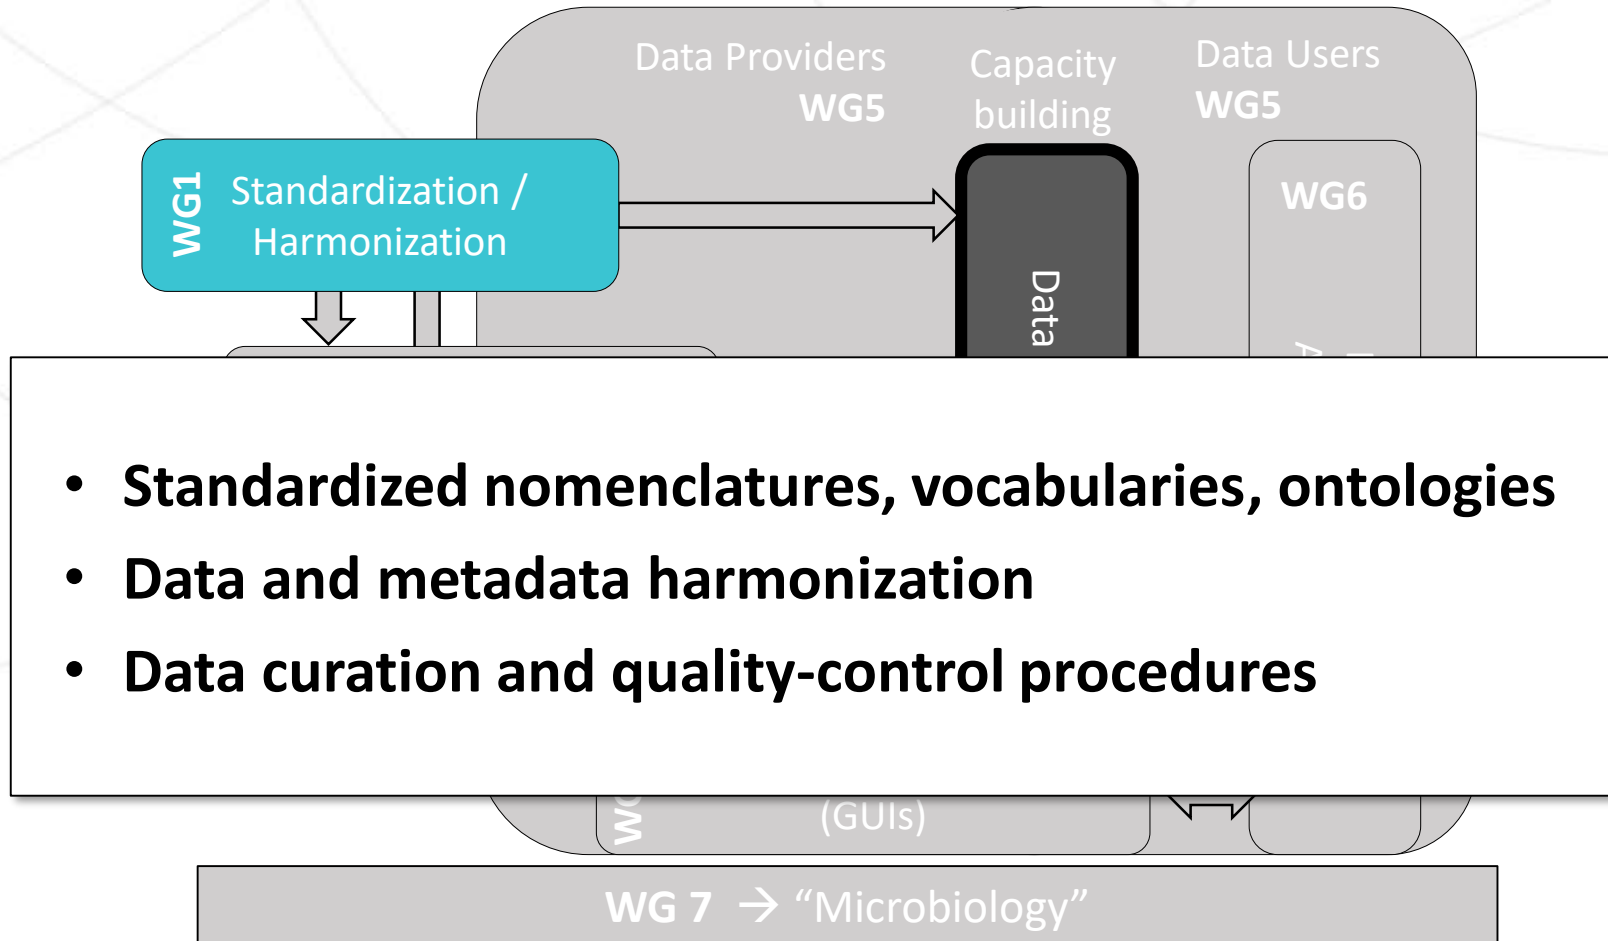 Data Providers
WG5
Capacity
building
Data Users
WG5
WG1
Standardization /
Harmonization
WG6
Data
• Standardized nomenclatures, vocabularies, ontologies
• Data and metadata harmonization
• Data curation and quality-control procedures
(GUIs)
WG 7 → “Microbiology”